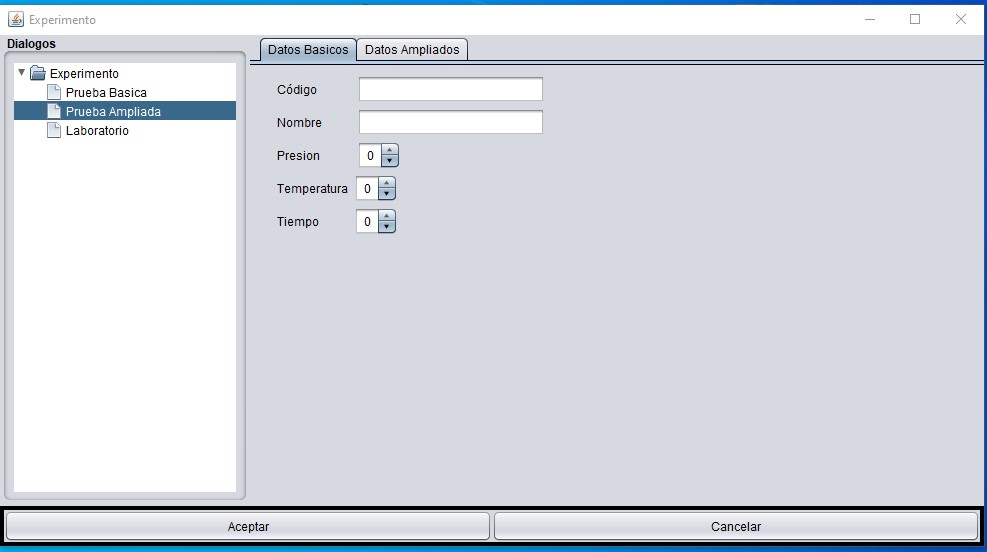 Experimento
Dialogos
Experimento
Prueba Basica
Prueba Ampliada
Laboratorio
Datos Basicos Datos Ampliados
Código
Nombre
Presion 0
Temperatura 0
Tiempo 0
Aceptar Cancelar